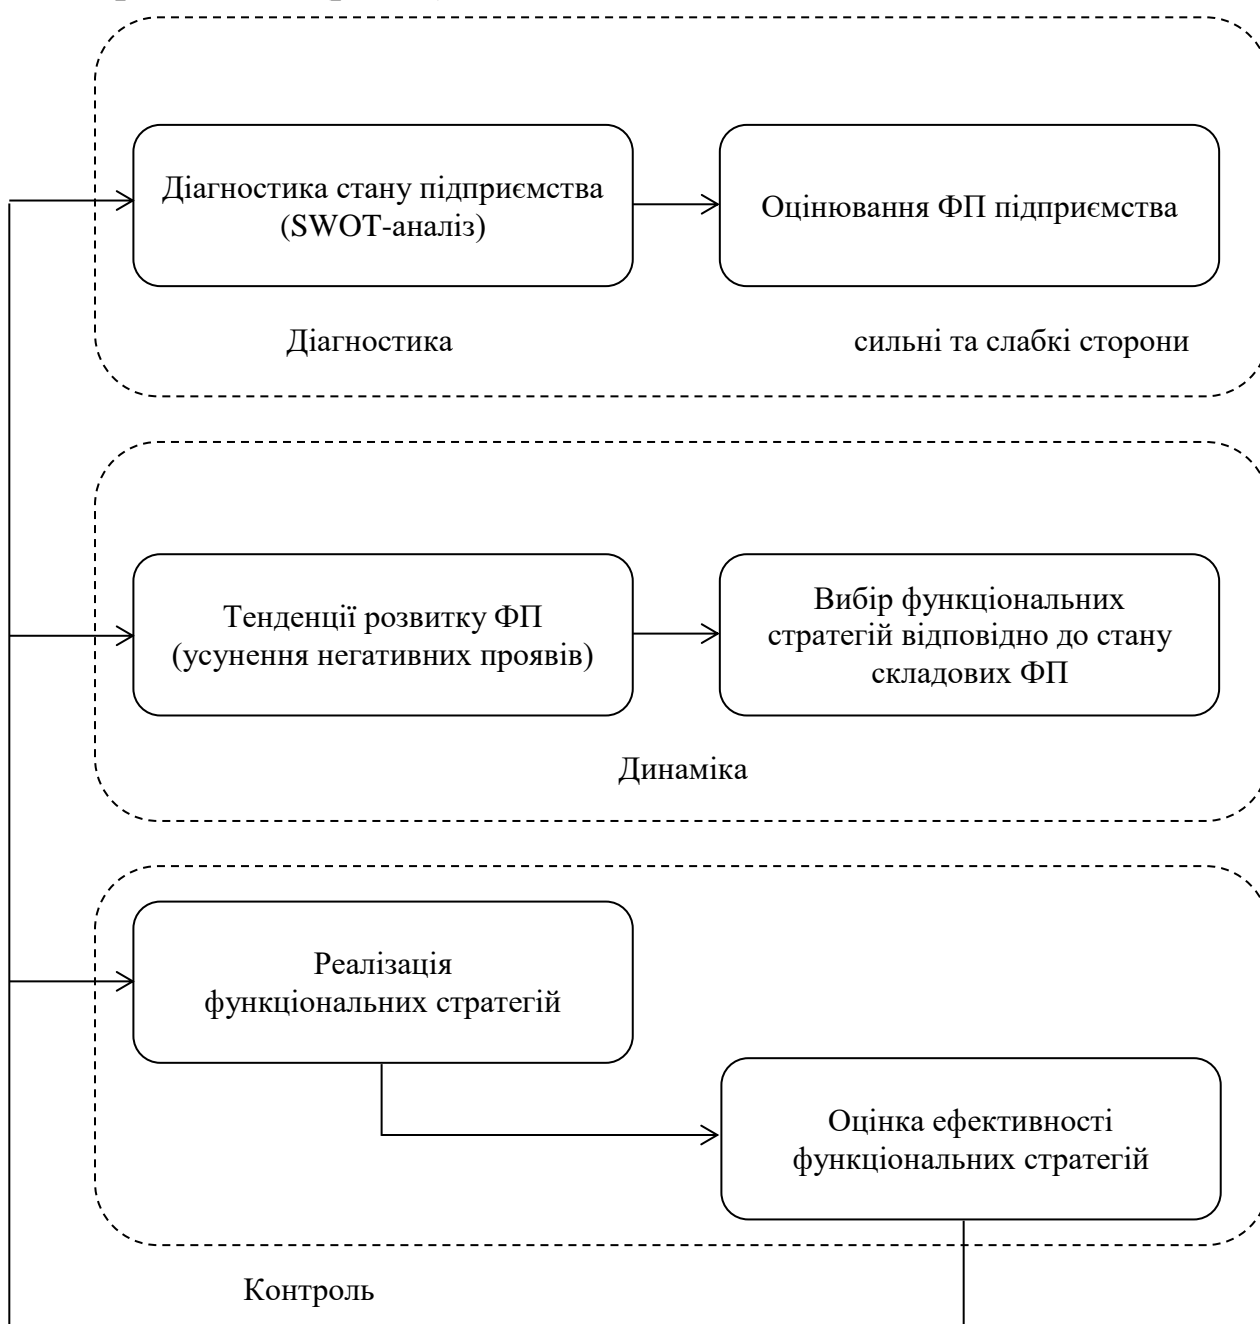 Діагностика стану підприємства
(SWOT-аналіз)
Оцінювання ФП підприємства
Діагностика
сильні та слабкі сторони
Тенденції розвитку ФП
(усунення негативних проявів)
Вибір функціональних
стратегій відповідно до стану
складових ФП
Динаміка
Реалізація
функціональних стратегій
Оцінка ефективності
функціональних стратегій
Контроль